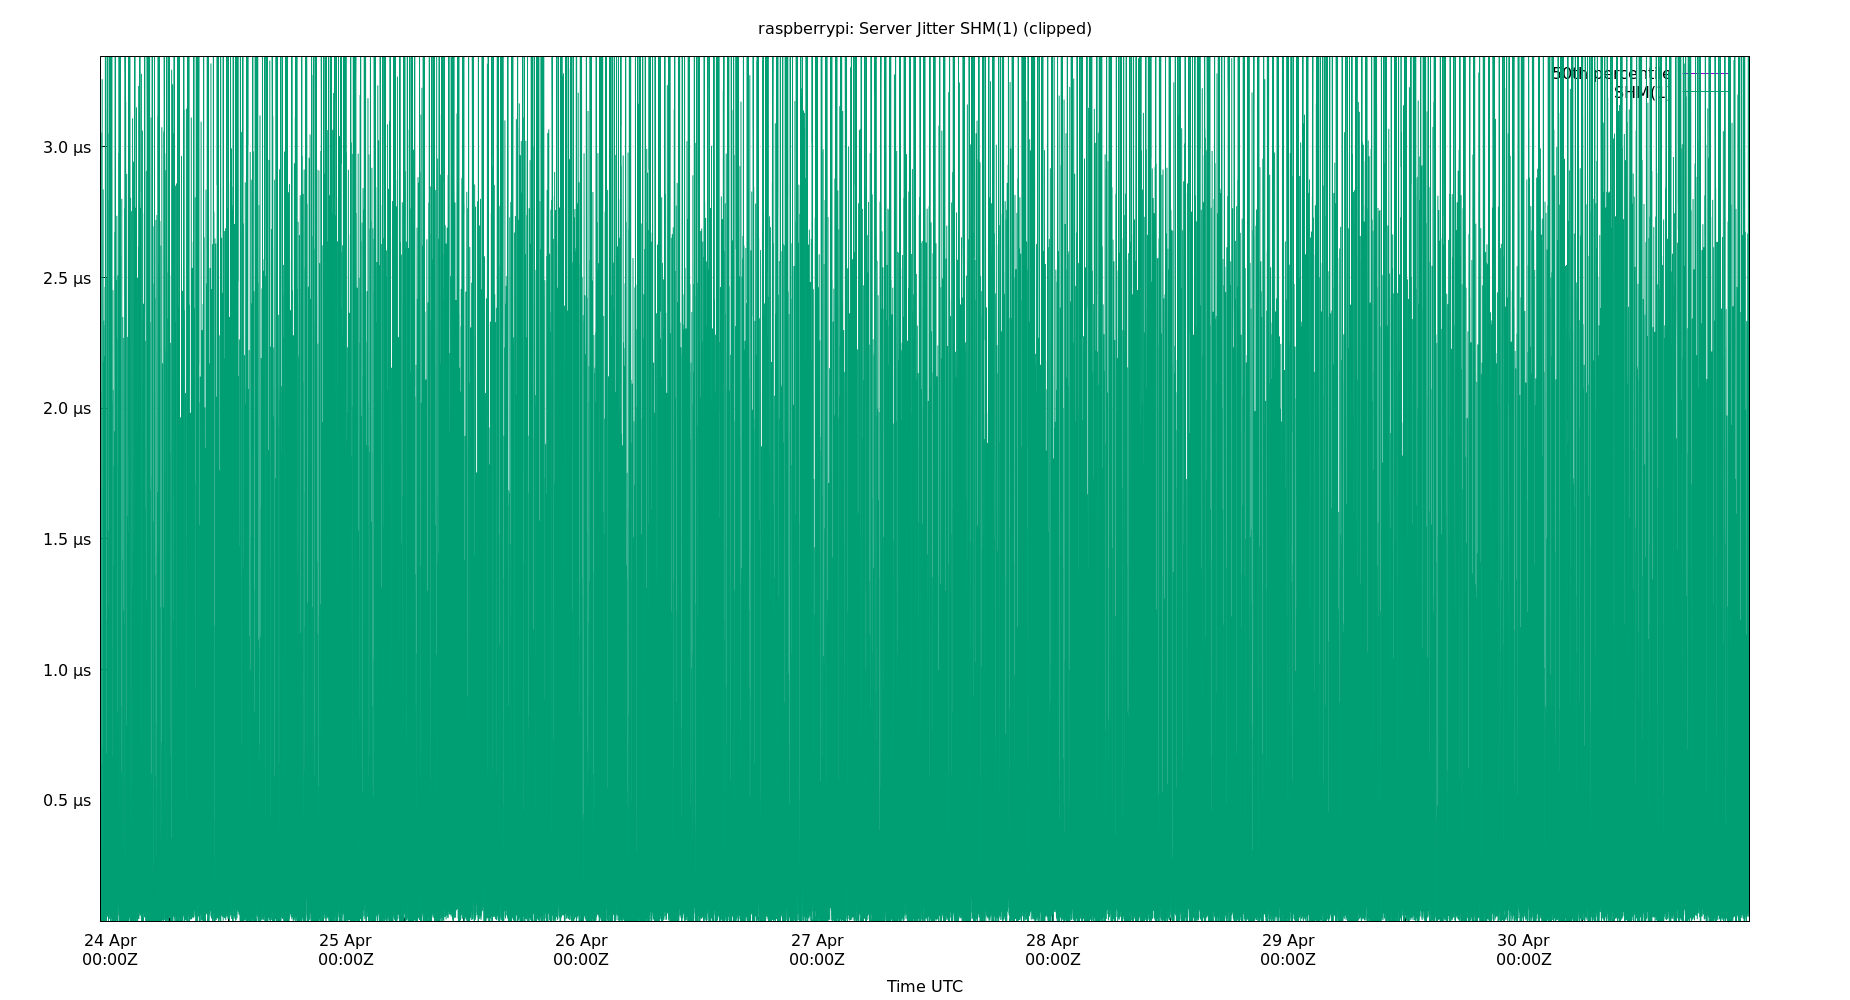 raspberrypi: Server Jitter SHM(1) (clipped)
50th percentile
SHM(1)
3.0 µs
2.5 µs
2.0 µs
1.5 µs
1.0 µs
0.5 µs
24 Apr 25 Apr 26 Apr 27 Apr 28 Apr 29 Apr 30 Apr
00:00Z 00:00Z 00:00Z 00:00Z 00:00Z 00:00Z 00:00Z
Time UTC